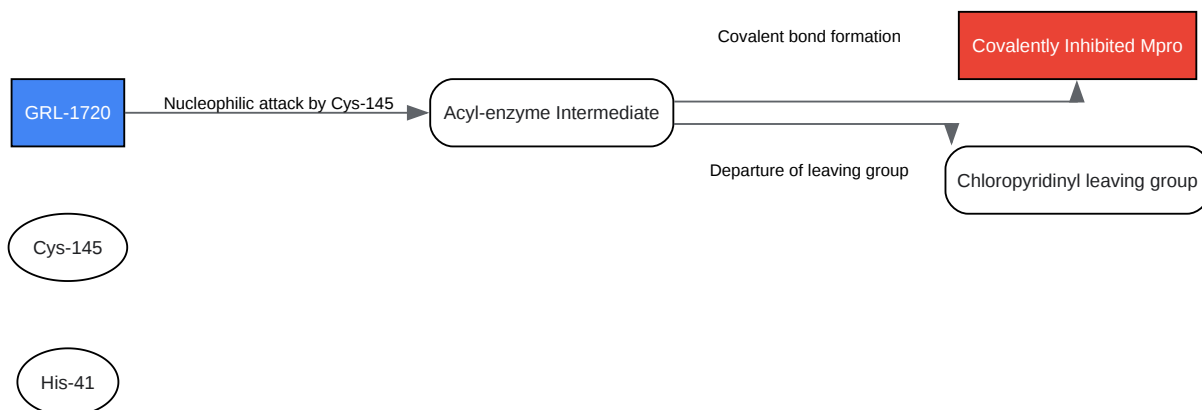 Covalent bond formation
Covalently Inhibited Mpro
GRL-1720
Nucleophilic attack by Cys-145
Acyl-enzyme Intermediate
Departure of leaving group
Chloropyridinyl leaving group
Cys-145
His-41